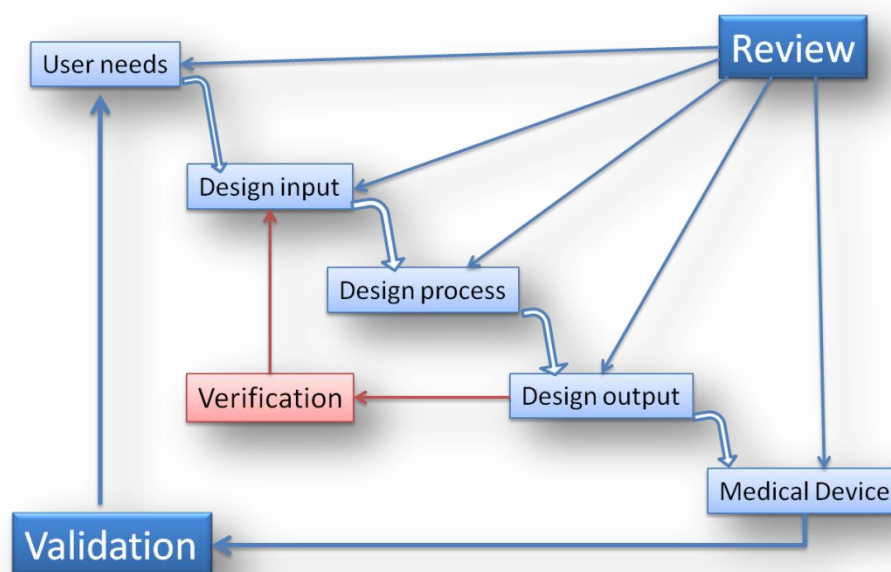 Review
User needs
Design input
Design process
Verification
Design output
Medical Device
Validation